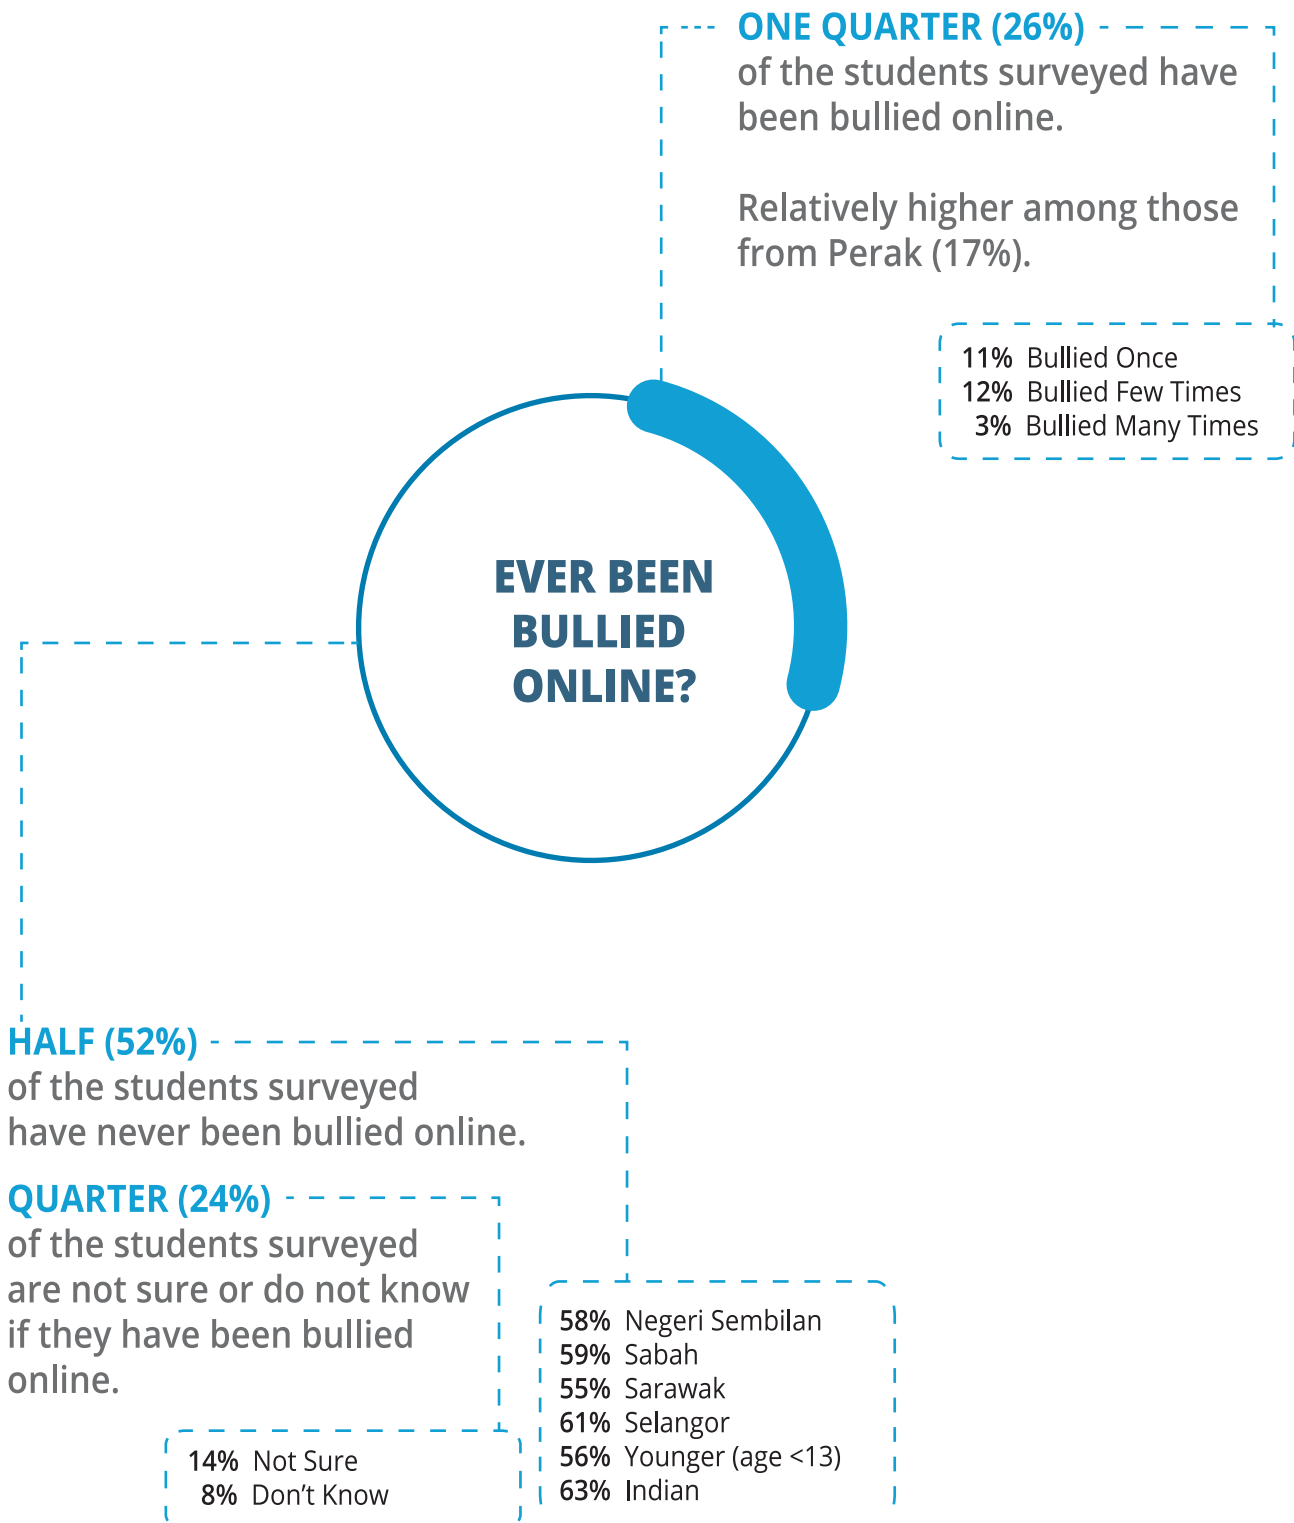 ONE QUARTER (26%)
of the students surveyed have
been bullied online.
Relatively higher among those
from Perak (17%).
11% Bullied Once
12% Bullied Few Times
3% Bullied Many Times
EVER BEEN
BULLIED
ONLINE?
HALF (52%)
of the students surveyed
have never been bullied online.
QUARTER (24%)
of the students surveyed
are not sure or do not know
if they have been bullied
online.
58% Negeri Sembilan
59% Sabah
55% Sarawak
61% Selangor
56% Younger (age <13)
63% Indian
14% Not Sure
8% Don't Know